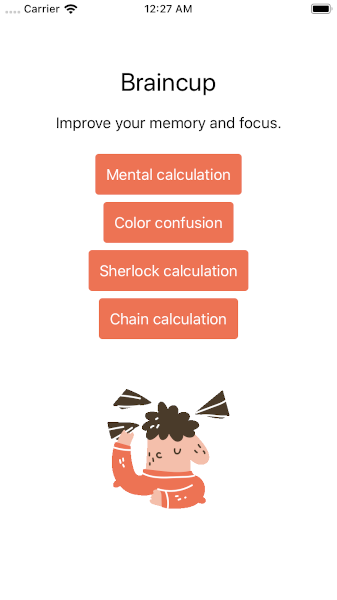 Carrier 12:27 AM
Braincup
Improve your memory and focus.
Mental calculation
Color confusion
Sherlock calculation
Chain calculation